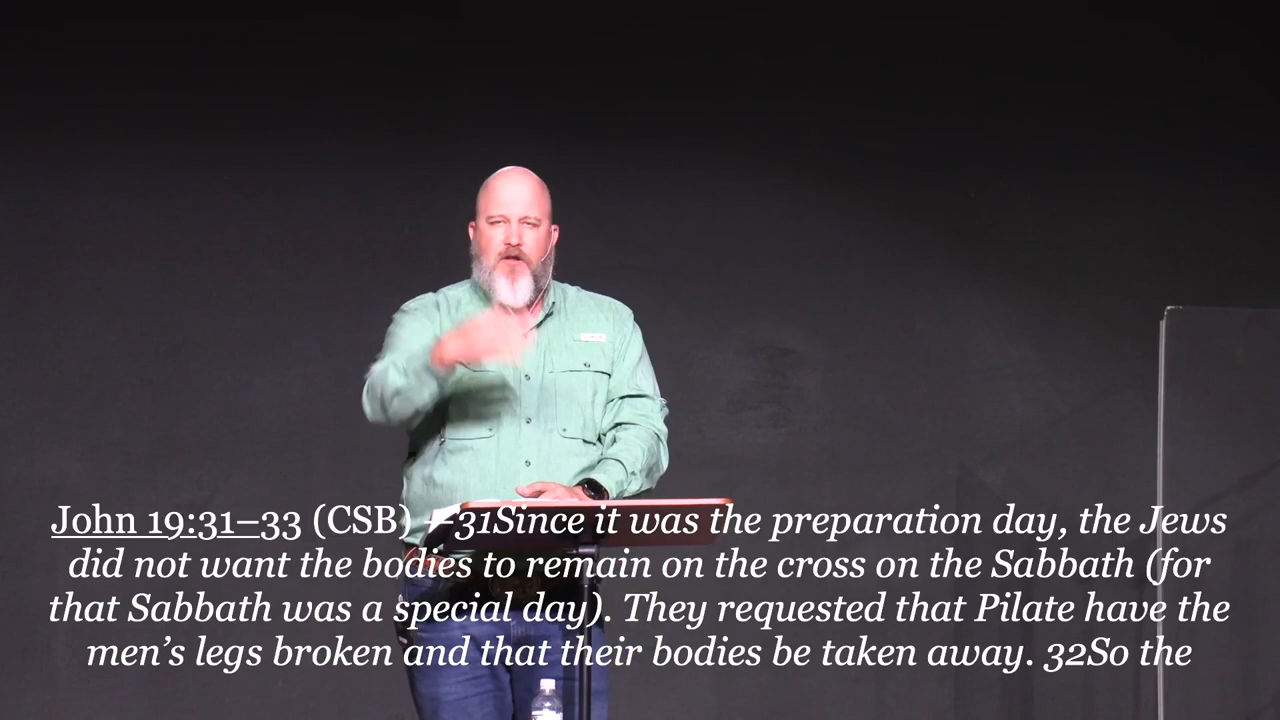 John 19:31–33 (CSB) —31Since it was the preparation day, the Jews
did not want the bodies to remain on the cross on the Sabbath (for
that Sabbath was a special day). They requested that Pilate have the
men’s legs broken and that their bodies be taken away. 32So the